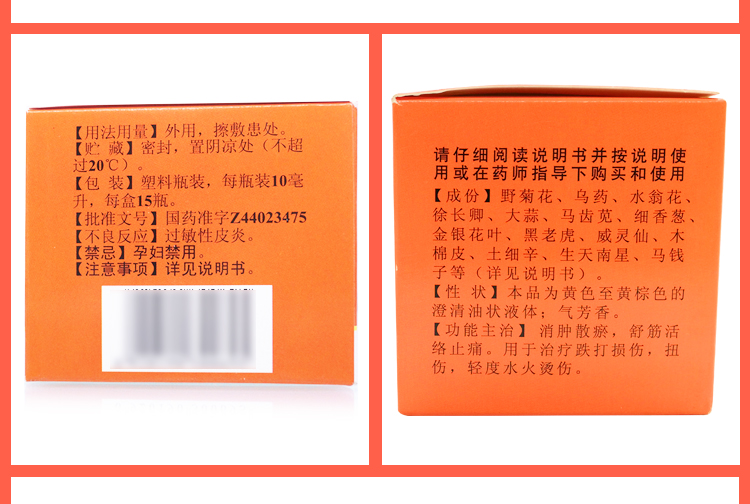 【用法用量】外用，擦敷患处。
【贮 藏】密封，置阴凉处（不超
过20℃）。
【包 装】塑料瓶装，每瓶装10毫
升，每盒15瓶。
【批准文号】国药准字Z44023475
【不良反应】过敏性皮炎。
【禁忌】孕妇禁用。
【注意事项】详见说明书。
请仔细阅读说明书并按说明使
用或在药师指导下购买和使用
【成份】野菊花、乌药、水翁花、
徐长卿、大蒜、马齿苋、细香葱、
金银花叶、黑老虎、威灵仙、木
棉皮、土细辛、生天南星、马钱
子等（详见说明书）。
【性 状】本品为黄色至黄棕色的
澄清油状液体；气芳香。
【功能主治】消肿散瘀，舒筋活
络止痛。用于治疗跌打损伤，扭
伤，轻度水火烫伤。